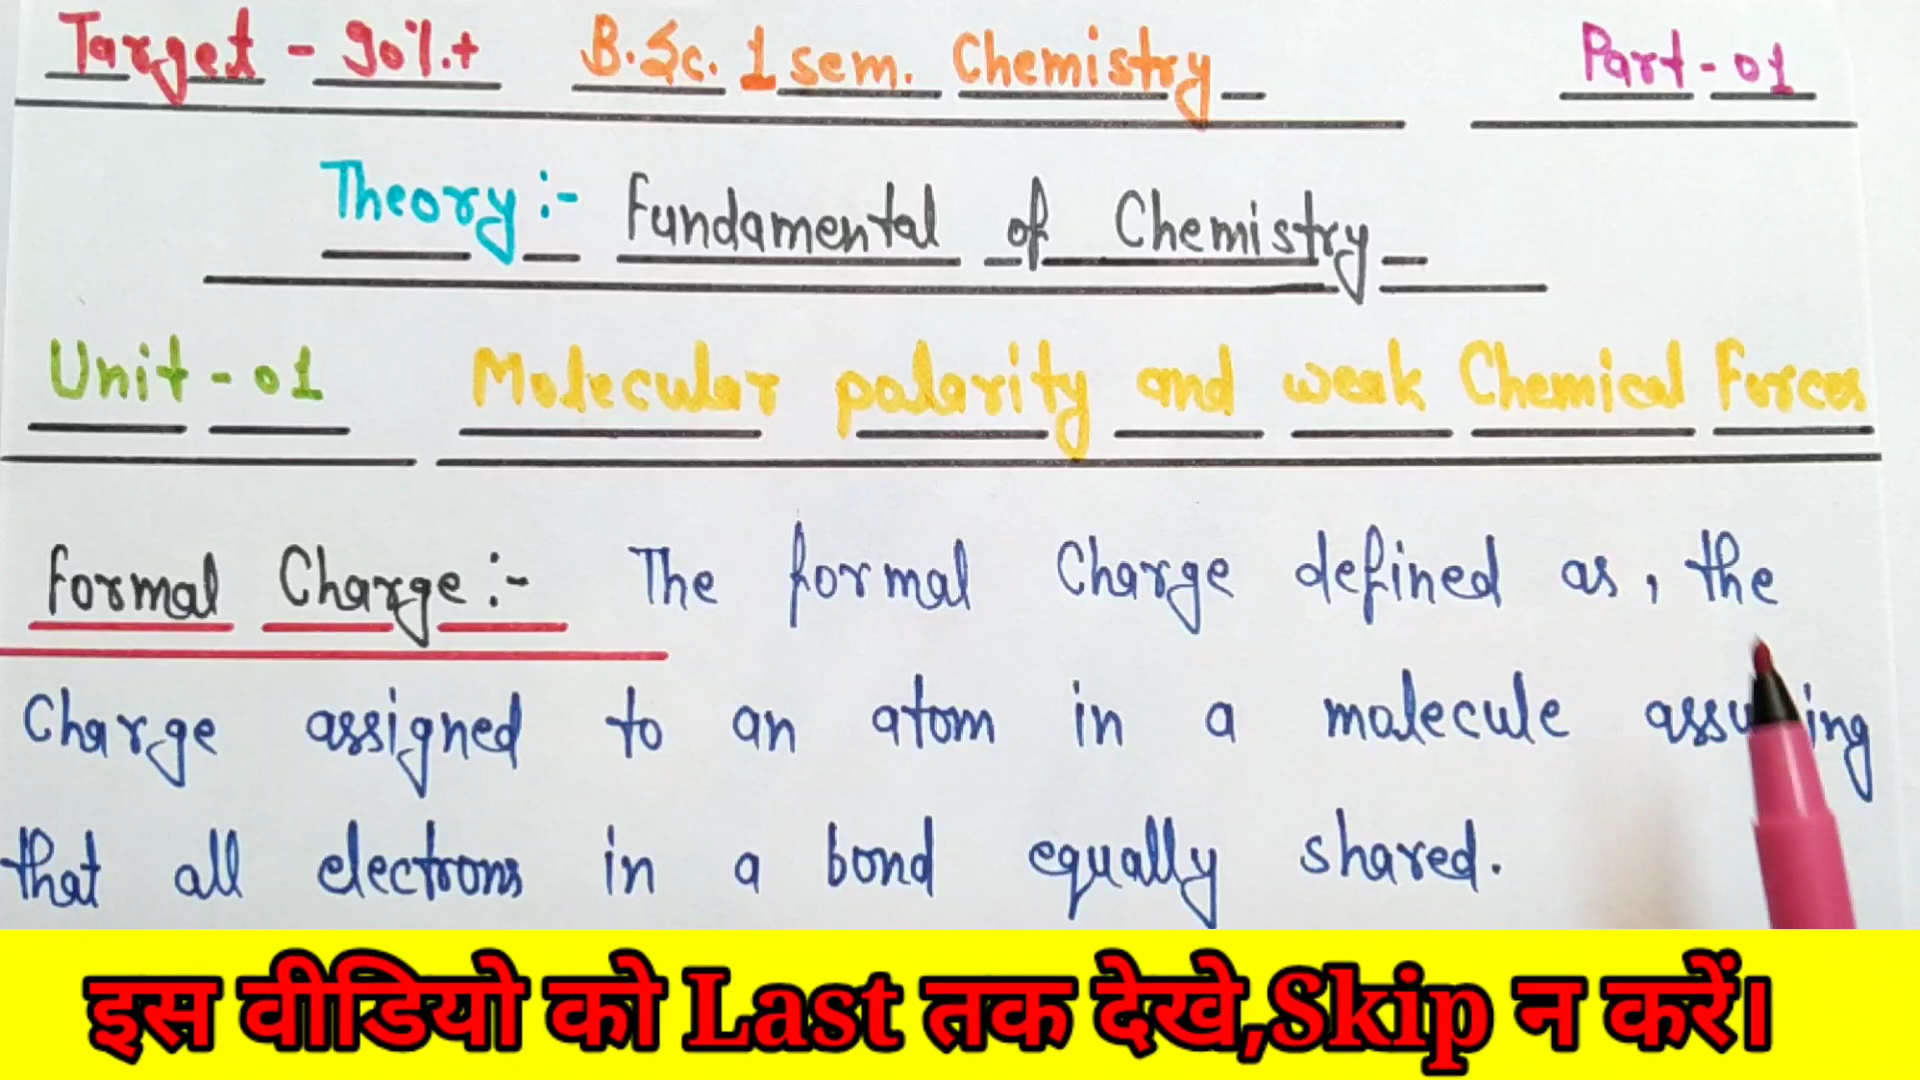 Target - 90%+ B.Sc. 1 sem. Chemistry Part-01
Theory:- Fundamental of Chemistry
Unit-01 Molecular polarity and weak Chemical Forces
Formal Charge:- The formal Charge defined as, the
Charge assigned to an atom in a molecule
that all electrons in a bond equally shared.
इस वीडियो को Last तक देखे,Skip न करें।